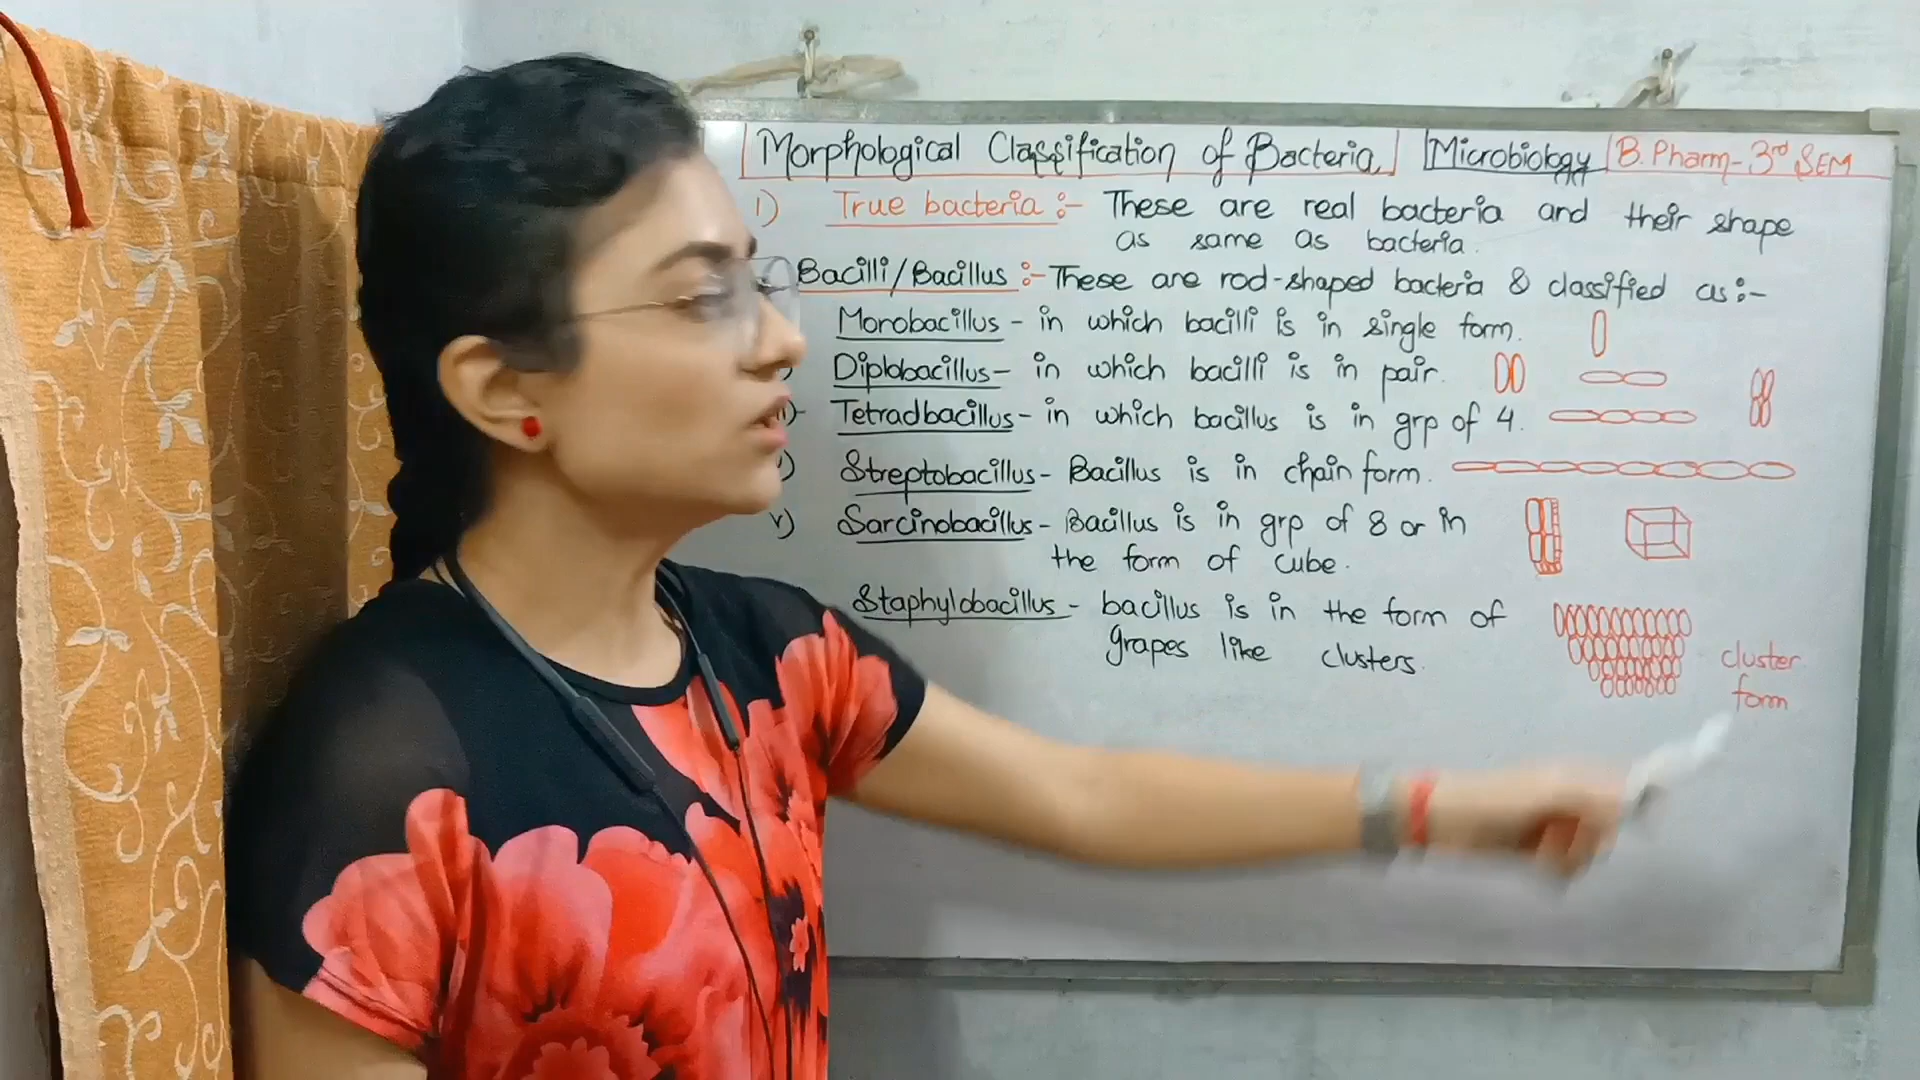 Morphological Classification of Bacteria Microbiology B. Pharm-3rd SEM
1) True bacteria :- These are real bacteria and their shape
as same as bacteria.
Bacilli/Bacillus :- These are rod-shaped bacteria & classified as :-
Morobacillus - in which bacilli is in single form.
Diplobacillus - in which bacilli is in pair.
Tetradbacillus - in which bacillus is in grp of 4.
Streptobacillus - Bacillus is in chain form.
v) Sarcinobacillus - Bacillus is in grp of 8 or in
the form of cube.
Staphylobacillus - bacillus is in the form of
grapes like clusters.
cluster
form